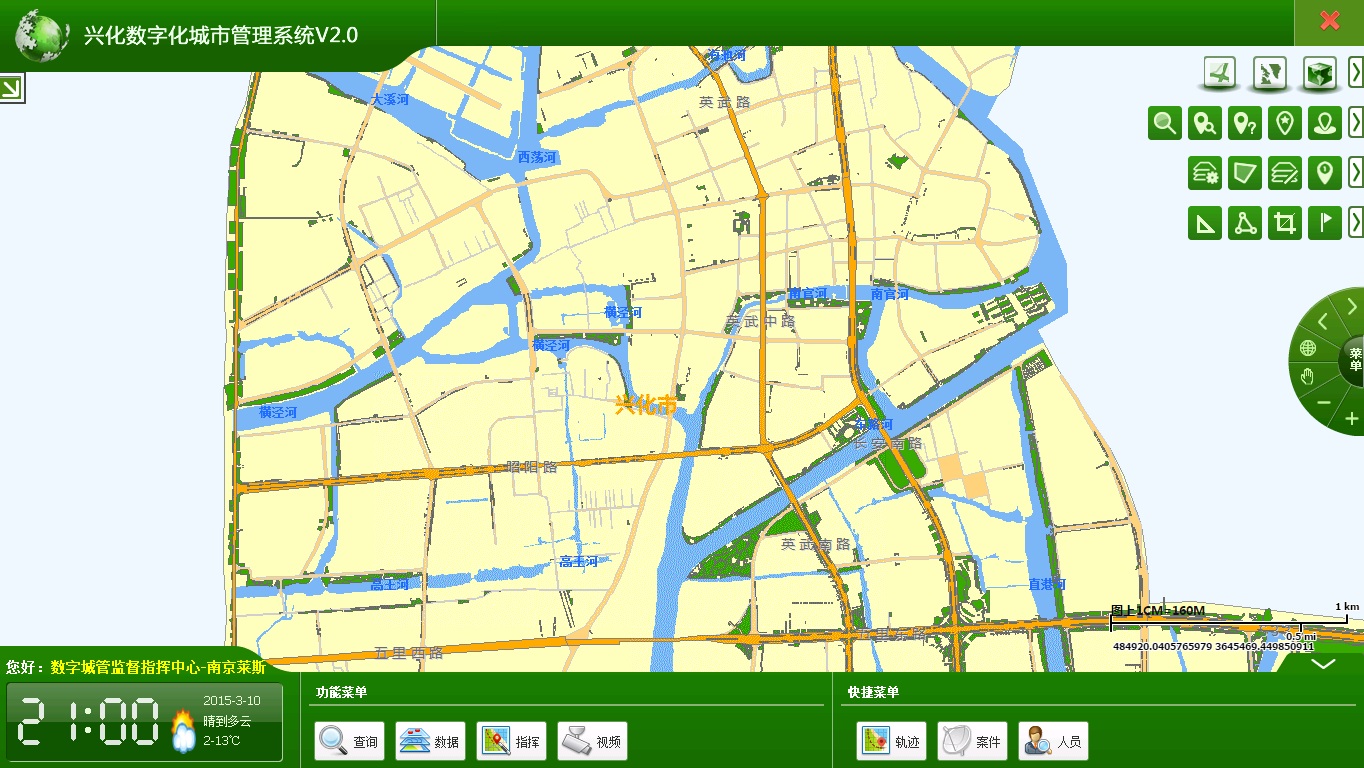 兴化数字化城市管理系统V2.0
海池河
大溪河
英武路
西荡河
南官河
南官河
横泾河
英武中路
横泾河
菜单
兴化市
横泾河
车路河
长安南路
昭阳路
英武南路
高王河
高王河
直港河
图上1CM=160M
1 km
五里东路
0.5 mi
484920.0405765979 3645469.449850911
五里西路
您好：数字城管监督指挥中心-南京莱斯
21:00
2015-3-10
晴到多云
2-13℃
功能菜单
查询
数据
指挥
视频
快捷菜单
轨迹
案件
人员